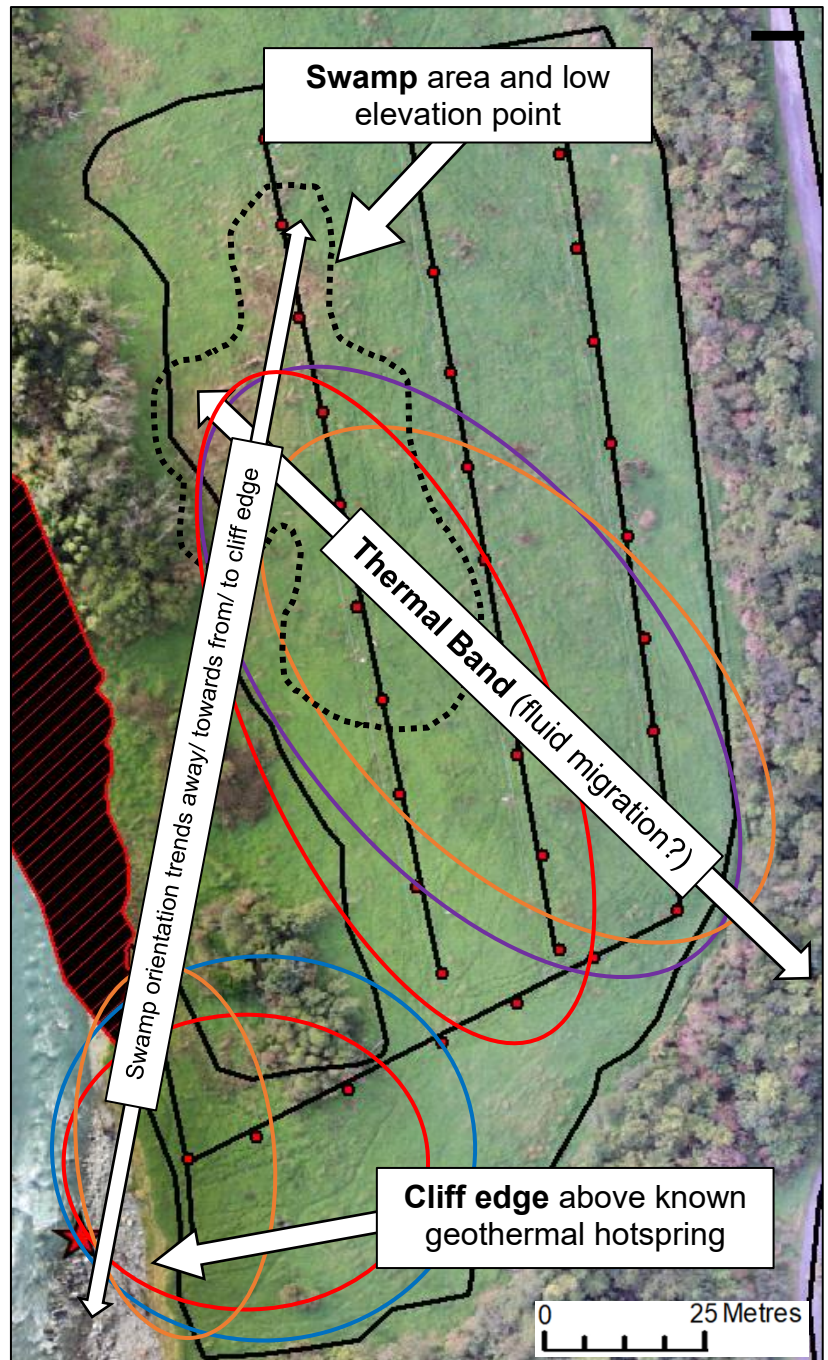 Swamp area and low
elevation point
Swamp orientation trends away/ towards from/ to cliff edge
Thermal Band (fluid migration?)
Cliff edge above known
geothermal hotspring
0 25 Metres